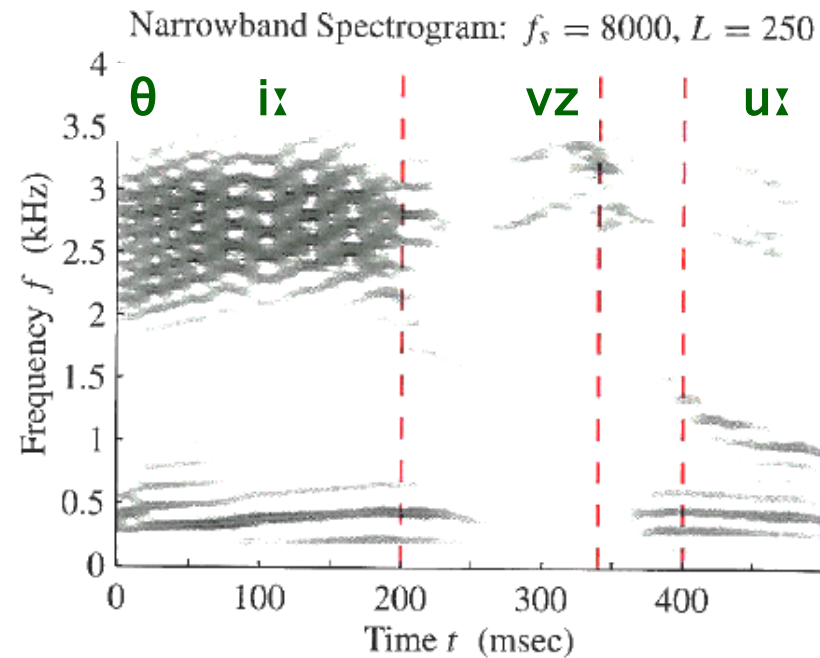 Narrowband Spectrogram: fs = 8000, L = 250
4
θ iː vz uː
3.5
3
2.5
2
1.5
1
0.5
0
Frequency f (kHz)
0 100 200 300 400
Time t (msec)